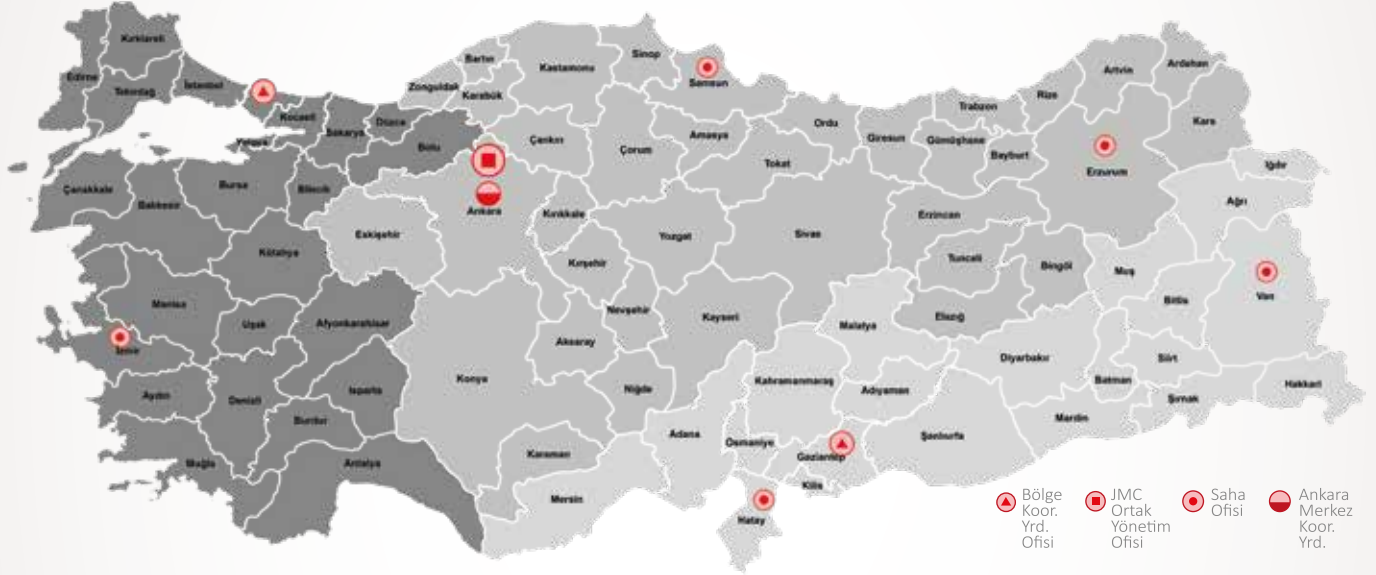 Kırklareli
Edirne
Tekirdağ
İstanbul
Kocaeli
Yalova
Sakarya
Düzce
Bolu
Zonguldak
Bartın
Karabük
Kastamonu
Sinop
Samsun
Çankırı
Çorum
Amasya
Tokat
Ordu
Giresun
Trabzon
Gümüşhane
Bayburt
Rize
Artvin
Ardahan
Kars
Erzurum
Iğdır
Ağrı
Çanakkale
Balıkesir
Bursa
Bilecik
Eskişehir
Ankara
Kırıkkale
Yozgat
Sivas
Erzincan
Kütahya
Kırşehir
Tunceli
Bingöl
Muş
Bitlis
Van
Manisa
Uşak
Afyonkarahisar
Nevşehir
Kayseri
Malatya
Elazığ
İzmir
Aksaray
Diyarbakır
Siirt
Aydın
Denizli
Isparta
Konya
Niğde
Kahramanmaraş
Adıyaman
Batman
Şırnak
Hakkari
Burdur
Mardin
Adana
Osmaniye
Şanlıurfa
Gaziantep
Muğla
Antalya
Karaman
Mersin
Kilis
Hatay
Bölge
Koor.
Yrd.
Ofisi
JMC
Ortak
Yönetim
Ofisi
Saha
Ofisi
Ankara
Merkez
Koor.
Yrd.